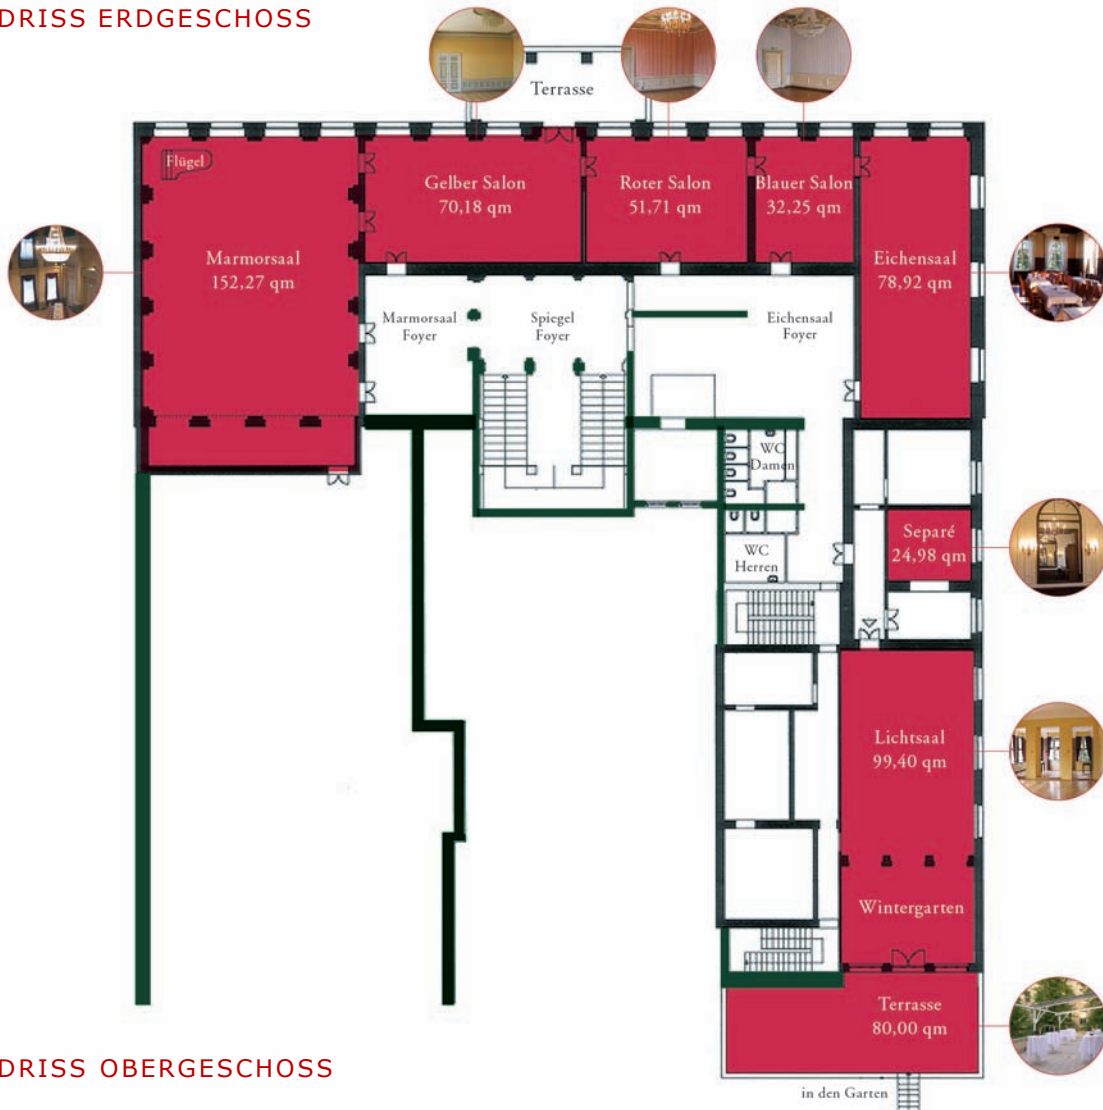 DRISS ERDGESCHOSS
Terrasse
Flügel
Gelber Salon
70,18 qm
Roter Salon
51,71 qm
Blauer Salon
32,25 qm
Marmorsaal
152,27 qm
Eichensaal
78,92 qm
Marmorsaal
Foyer
Spiegel
Foyer
Eichensaal
Foyer
WC
Damen
Separé
24,98 qm
WC
Herren
Lichtsaal
99,40 qm
Wintergarten
Terrasse
80,00 qm
DRISS OBERGESCHOSS
in den Garten